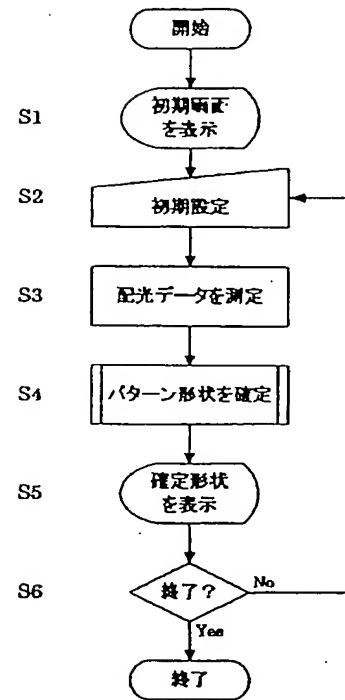 開始
S1
初期画面
を表示
S2
初期設定
S3
配光データを測定
S4
パターン形状を確定
S5
確定形状
を表示
S6
終了?
No
Yes
終了